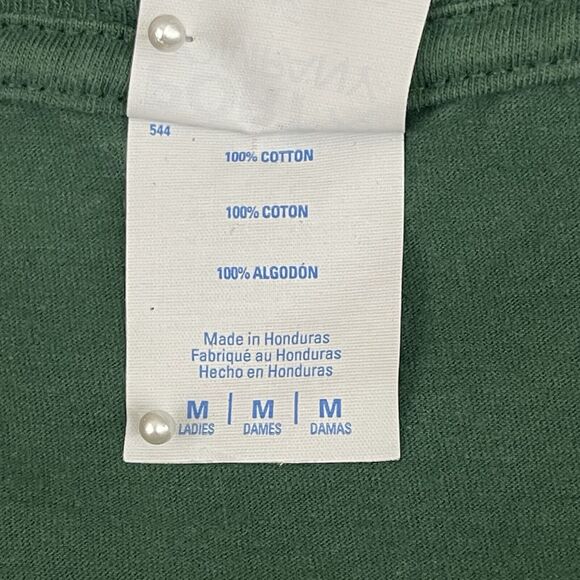 544
100% COTTON
100% COTON
100% ALGODÓN
Made in Honduras
Fabriqué au Honduras
Hecho en Honduras
M | M | M
LADIES DAMES DAMAS